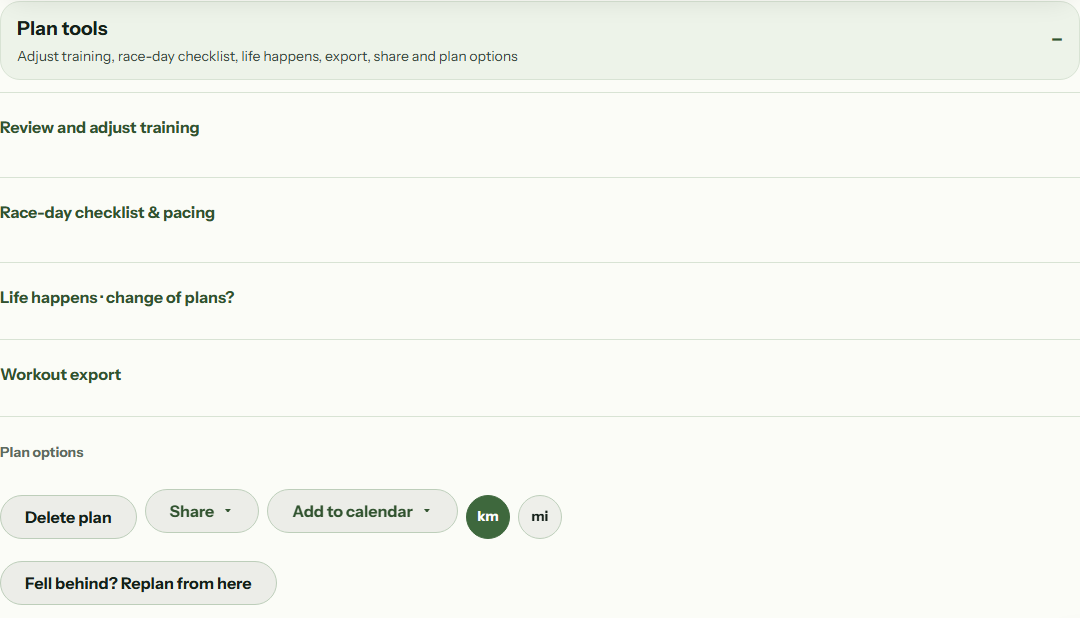 Plan tools
Adjust training, race-day checklist, life happens, export, share and plan options
Review and adjust training
Race-day checklist & pacing
Life happens · change of plans?
Workout export
Plan options
Delete plan Share Add to calendar km mi
Fell behind? Replan from here